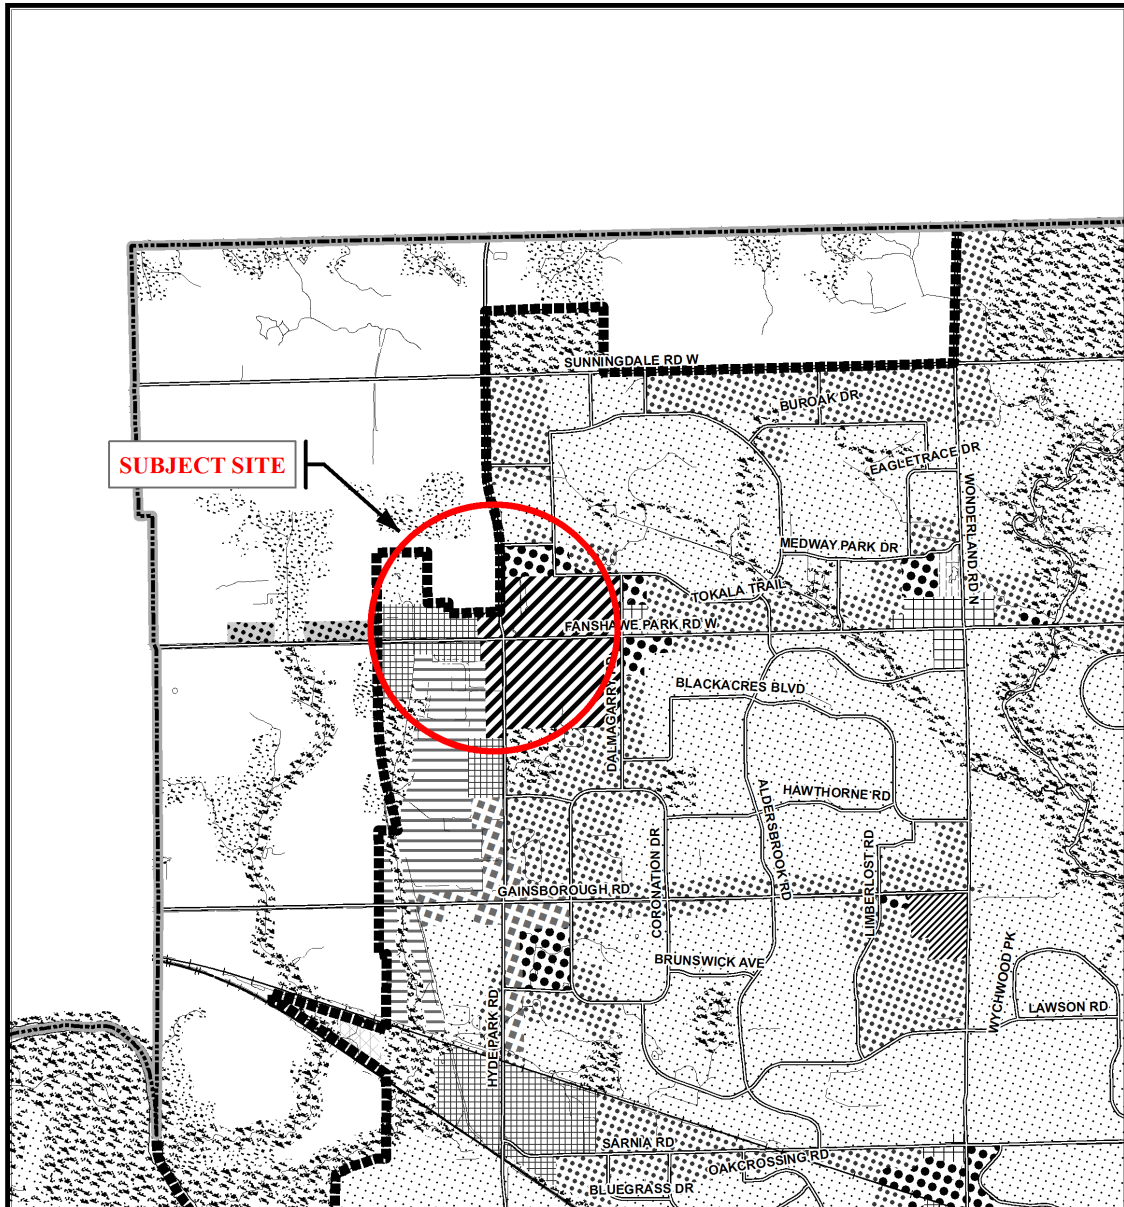 SUNNINGDALE RD W
BUROAK DR
SUBJECT SITE
EAGLETRACE DR
WONDERLAND RD N
MEDWAY PARK DR
TOKALA TRAIL
FANSHAWE PARK RD W
BLACKACRES BLVD
HAWTHORNE RD
ALDERSBROOK RD
LIMBERLOST RD
CORONATION DR
GAINSBOROUGH RD
BRUNSWICK AVE
WYCHWOOD PK
LAWSON RD
HYDE PARK RD
SARNIA RD
OAKCROSSING RD
BLUEGRASS DR